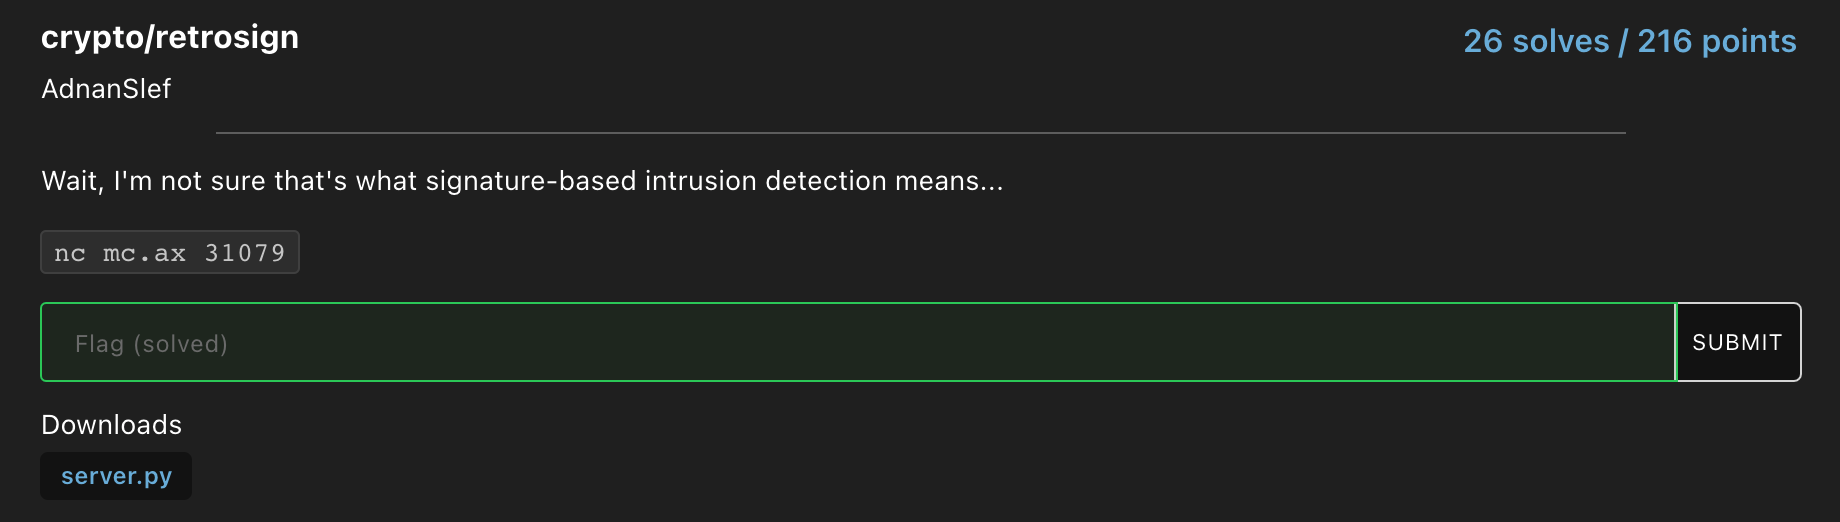 crypto/retrosign
26 solves / 216 points
AdnanSlef
Wait, I'm not sure that's what signature-based intrusion detection means...
nc mc.ax 31079
Flag (solved)
SUBMIT
Downloads
server.py